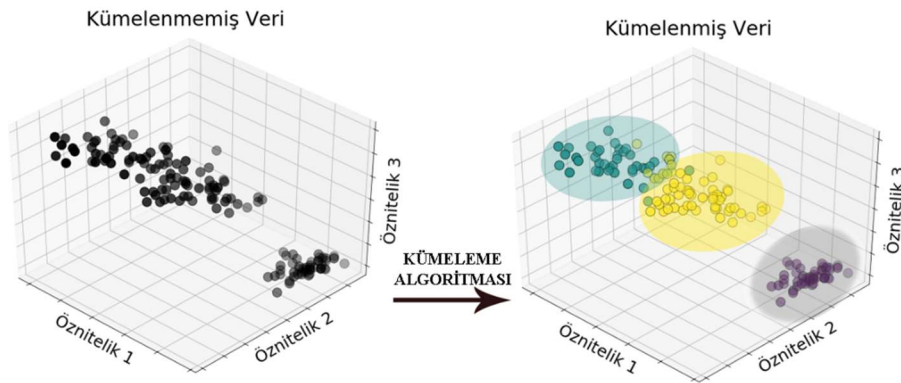 Kümelenmemiş Veri
Öznitelik 1
Öznitelik 2
Öznitelik 3
KÜMELEME
ALGORİTMASI
Kümelenmiş Veri
Öznitelik 1
Öznitelik 2
Öznitelik 3